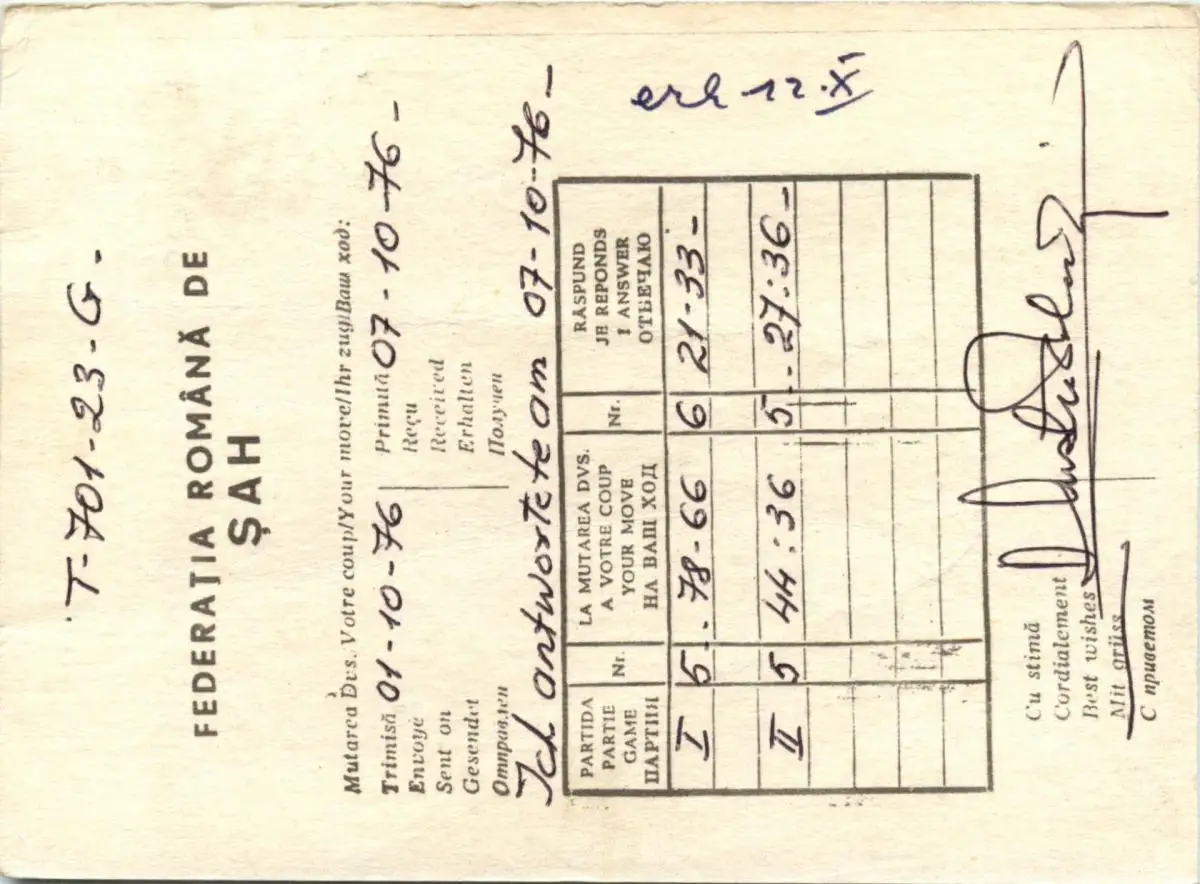 T-701-23-G.
FEDERAȚIA ROMÂNĂ DE
ȘAH
Mutarea Dvs./Votre coup/Your move/Ihr zug/Ваш ход:
Trimisă 01-10-76 Primită 07-10-76-
Envoyé Reçu
Sent on Received
Gesendet Erhalten
Отправлен Получен
Ich antwortete am 07-10-76-
PARTIDA Nr. LA MUTAREA DVS. Nr. RĂSPUND
PARTIE A VOTRE COUP JE REPONDS
GAME YOUR MOVE I ANSWER
ПАРТИЯ НА ВАШ ХОД ОТВЕЧАЮ
I 5.. 78-66 6 21-33-
II 5 44:36 5.. 27:36-
Cu stimă
Cordialement
Best wishes
Mit grüss
С приветом
erh 12.XI